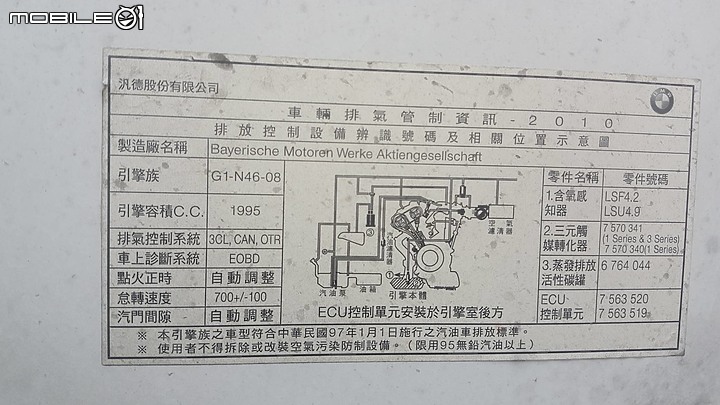 MOBILE01
汎德股份有限公司
BMW
車輛排氣管制資訊-2010
排放控制設備辨識號碼及相關位置示意圖
製造廠名稱 Bayerische Motoren Werke Aktiengesellschaft
引擎族 G1-N46-08
引擎容積C.C. 1995
排氣控制系統 3CL, CAN, OTR
車上診斷系統 EOBD
點火正時 自動調整
怠轉速度 700+/-100
汽門間隙 自動調整
空氣
濾清器
③
汽油濾清器
①
汽油泵
油箱
引擎本體
ECU控制單元安裝於引擎室後方
零件名稱 零件號碼
1.含氧感 LSF4.2
知器 LSU4.9
2.三元觸 7 570 341
(1 Series & 3 Series)
媒轉化器 7 570 340(1 Series)
3.蒸發排放 6 764 044
活性碳罐
ECU 7 563 520
控制單元 7 563 519
※ 本引擎族之車型符合中華民國97年1月1日施行之汽油車排放標準。
※ 使用者不得拆除或改裝空氣污染防制設備。(限用95無鉛汽油以上)